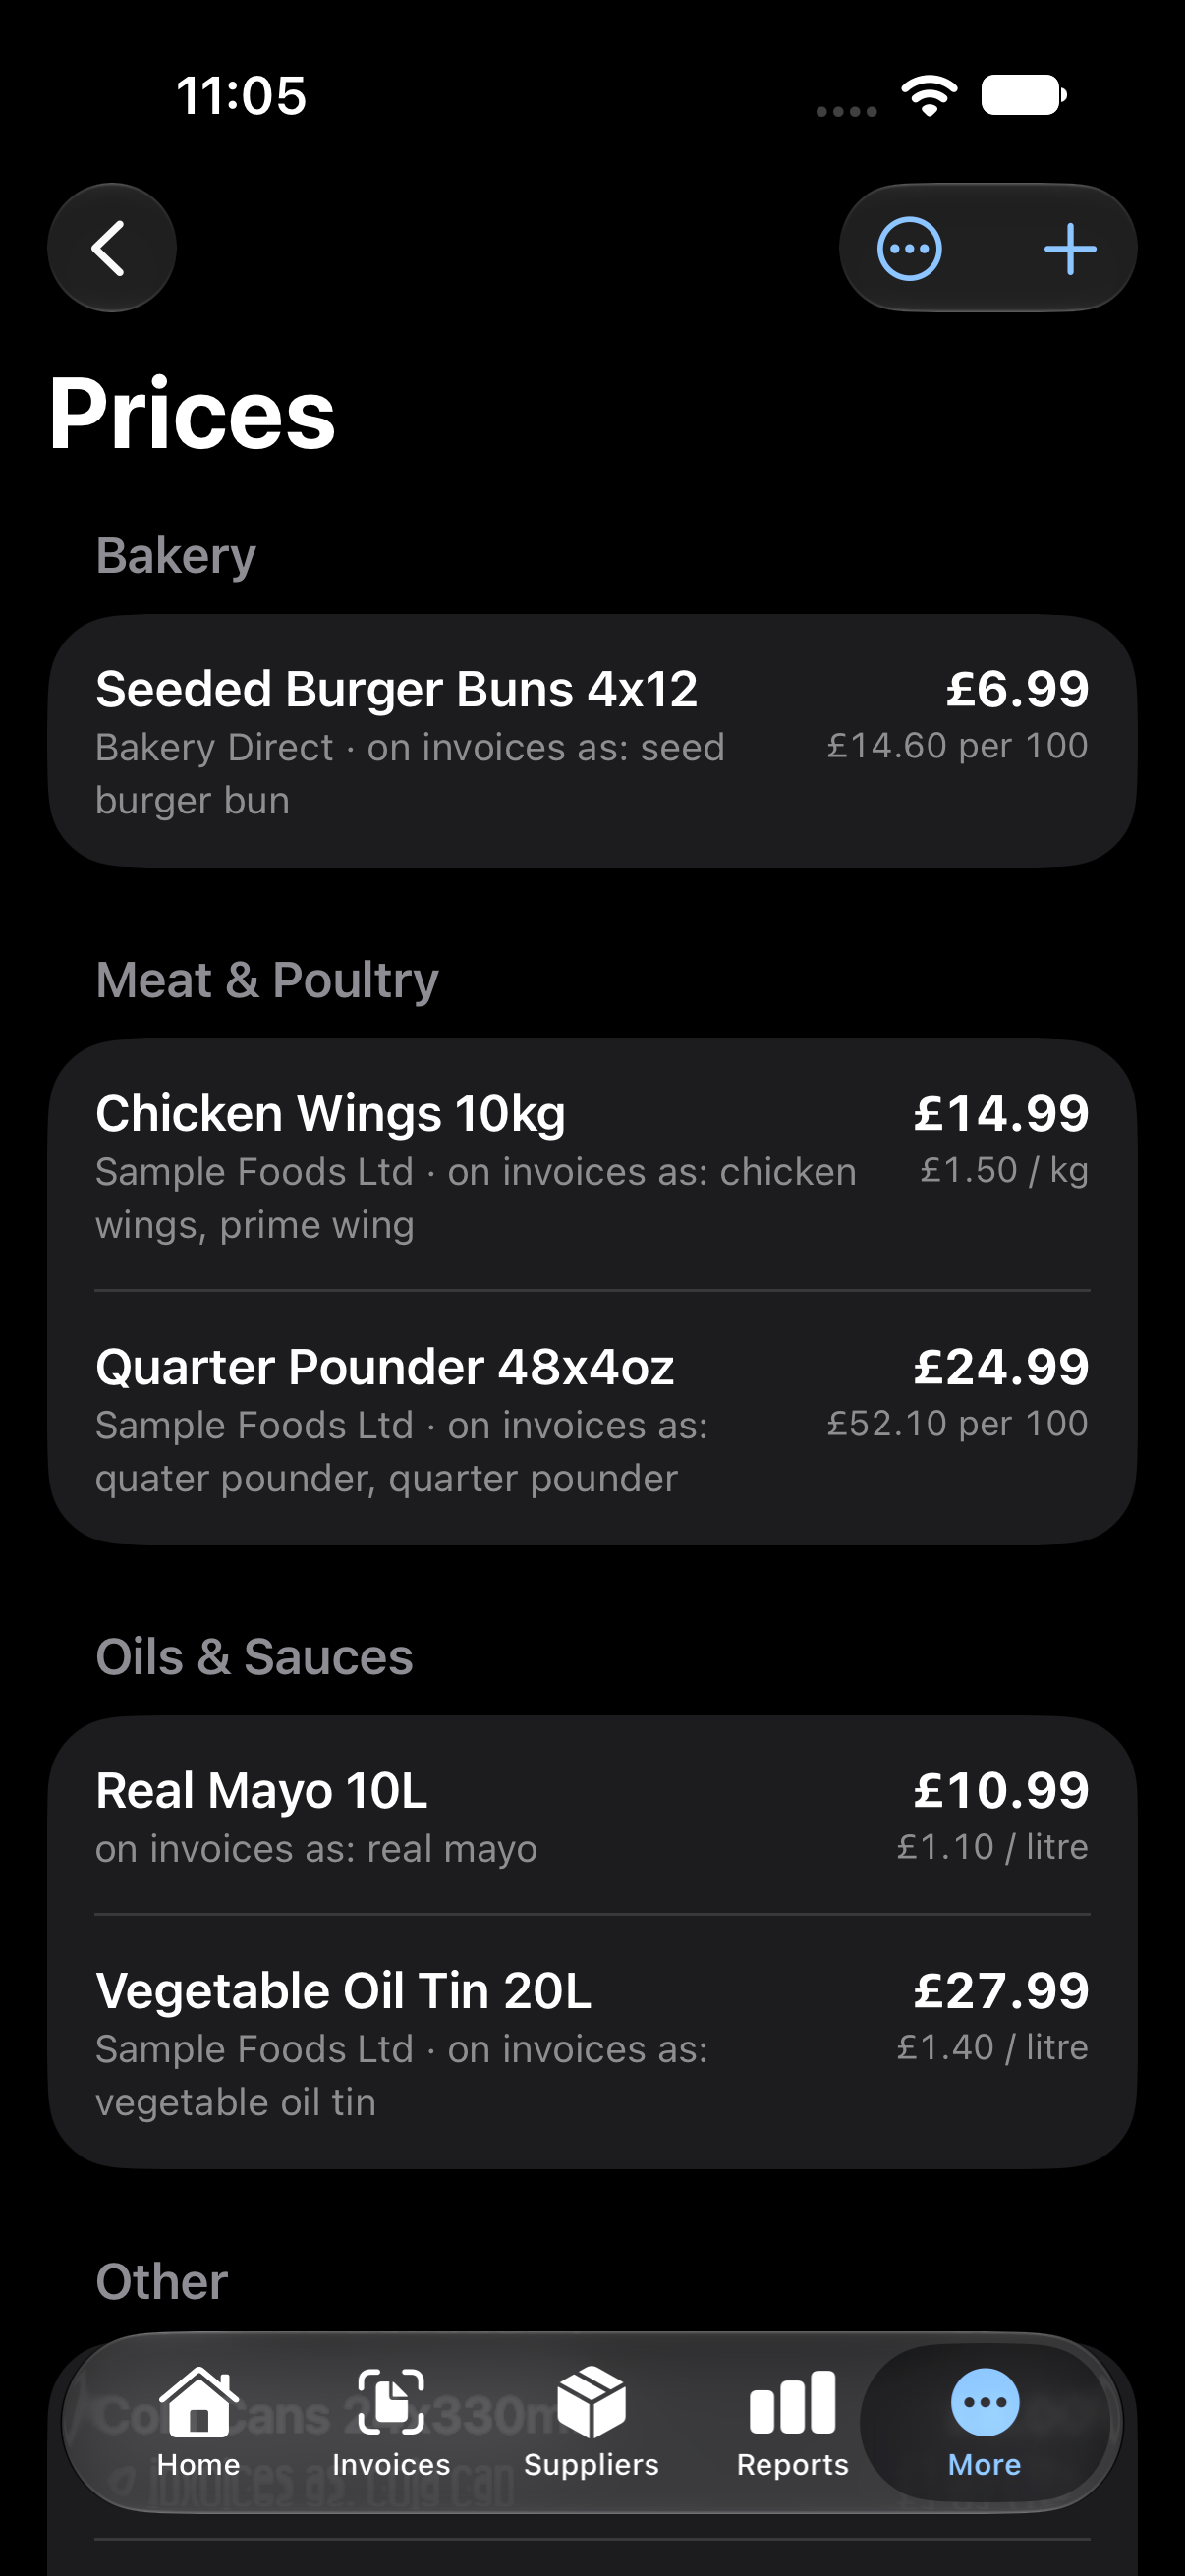 11:05
Prices
Bakery
Seeded Burger Buns 4x12 £6.99
Bakery Direct · on invoices as: seed £14.60 per 100
burger bun
Meat & Poultry
Chicken Wings 10kg £14.99
Sample Foods Ltd · on invoices as: chicken £1.50 / kg
wings, prime wing
Quarter Pounder 48x4oz £24.99
Sample Foods Ltd · on invoices as: £52.10 per 100
quater pounder, quarter pounder
Oils & Sauces
Real Mayo 10L £10.99
on invoices as: real mayo £1.10 / litre
Vegetable Oil Tin 20L £27.99
Sample Foods Ltd · on invoices as: £1.40 / litre
vegetable oil tin
Other
Home Invoices Suppliers Reports More